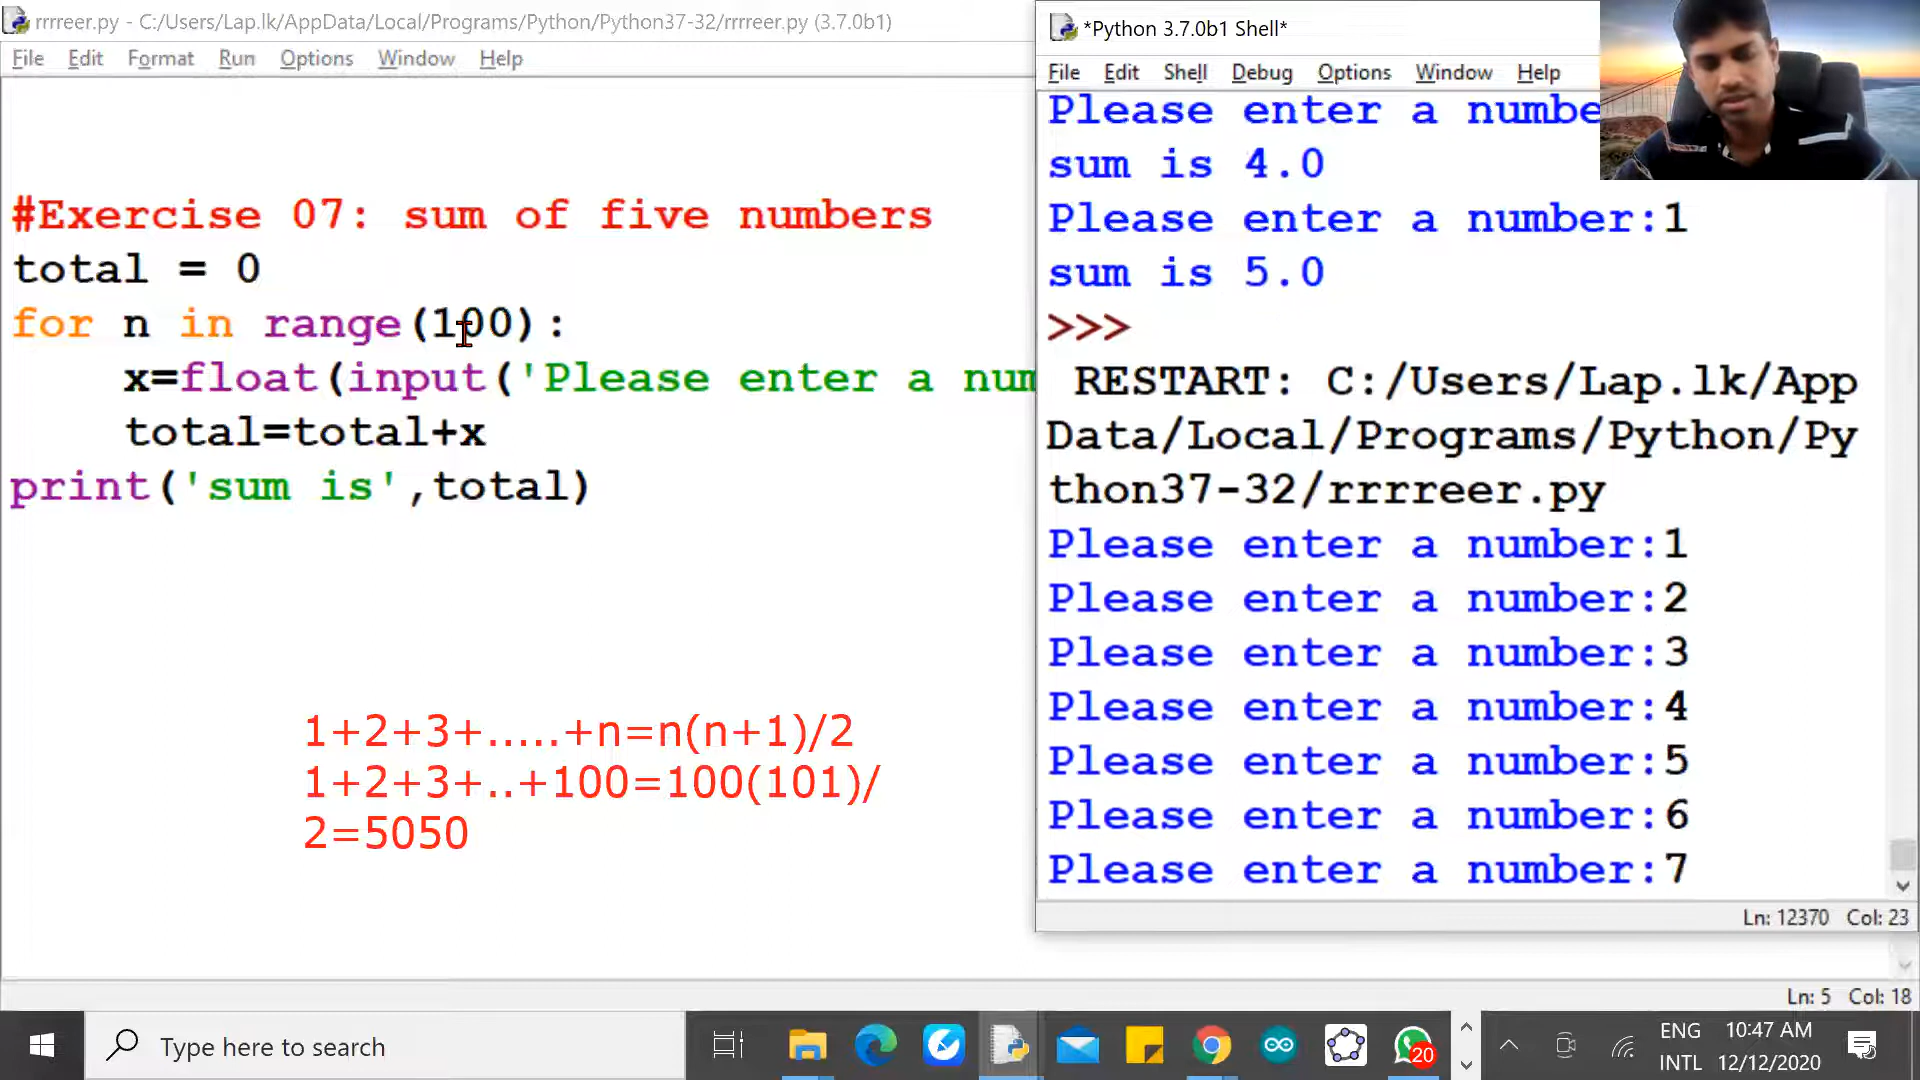 rrrreer.py - C:/Users/Lap.lk/AppData/Local/Programs/Python/Python37-32/rrrreer.py (3.7.0b1)
File Edit Format Run Options Window Help
#Exercise 07: sum of five numbers
total = 0
for n in range(100):
x=float(input('Please enter a num
total=total+x
print('sum is',total)
1+2+3+.....+n=n(n+1)/2
1+2+3+..+100=100(101)/
2=5050
*Python 3.7.0b1 Shell*
File Edit Shell Debug Options Window Help
Please enter a numbe
sum is 4.0
Please enter a number:1
sum is 5.0
>>>
RESTART: C:/Users/Lap.lk/App
Data/Local/Programs/Python/Py
thon37-32/rrrreer.py
Please enter a number:1
Please enter a number:2
Please enter a number:3
Please enter a number:4
Please enter a number:5
Please enter a number:6
Please enter a number:7
Ln: 12370 Col: 23
Ln: 5 Col: 18
Type here to search
20
ENG
INTL
10:47 AM
12/12/2020